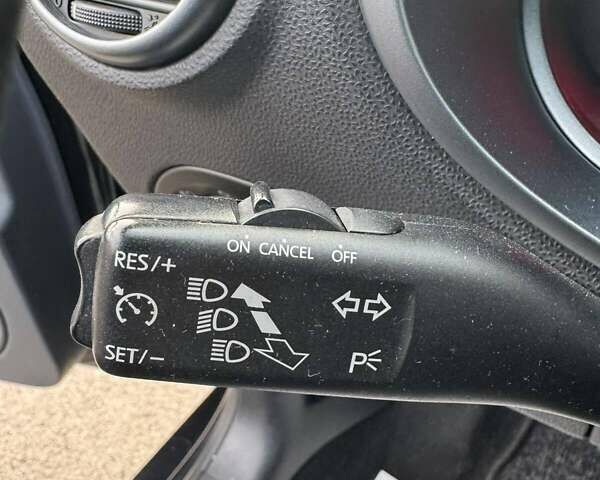 ON CANCEL OFF
RES/+
SET/−
P